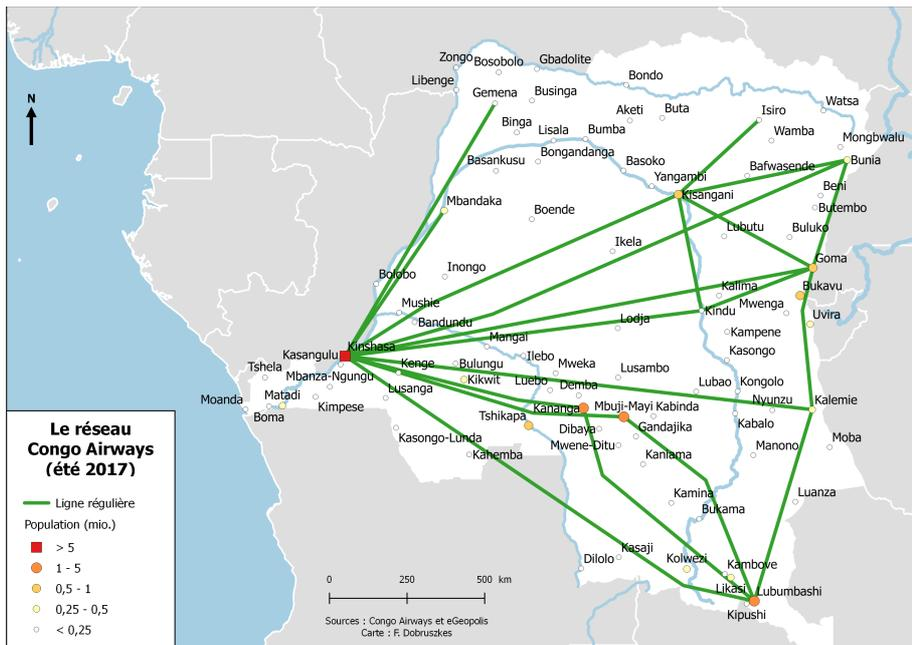 Zongo
Bosobolo
Gbadolite
Libenge
Gemena
Businga
Bondo
Watsa
N
Binga
Aketi
Buta
Isiro
Lisala
Bumba
Wamba
Mongbwalu
Basankusu
Bongandanga
Basoko
Yangambi
Bafwasende
Bunia
Mbandaka
Kisangani
Beni
Butembo
Boende
Lubutu
Buluko
Ikela
Goma
Bolobo
Inongo
Kalima
Bukavu
Mushie
Mwenga
Bandundu
Lodja
Kindu
Uvira
Kampene
Kinshasa
Mangai
Kasongo
Kasangulu
Ilebo
Tshela
Mbanza-Ngungu
Kenge
Bulungu
Mweka
Lusambo
Kongolo
Moanda
Matadi
Lusanga
Kikwit
Luebo
Demba
Lubao
Nyunzu
Kalemie
Boma
Kimpese
Tshikapa
Kananga
Mbuji-Mayi
Kabinda
Kabalo
Dibaya
Gandajika
Kasongo-Lunda
Mwene-Ditu
Manono
Moba
Kahemba
Kaniama
Kamina
Luanza
Bukama
Dilolo
Kasaji
Kolwezi
Kambove
Likasi
Lubumbashi
Kipushi
Le réseau
Congo Airways
(été 2017)
Ligne régulière
Population (mio.)
> 5
1 - 5
0,5 - 1
0,25 - 0,5
< 0,25
0 250 500 km
Sources : Congo Airways et eGeopolis
Carte : F. Dobruszkes